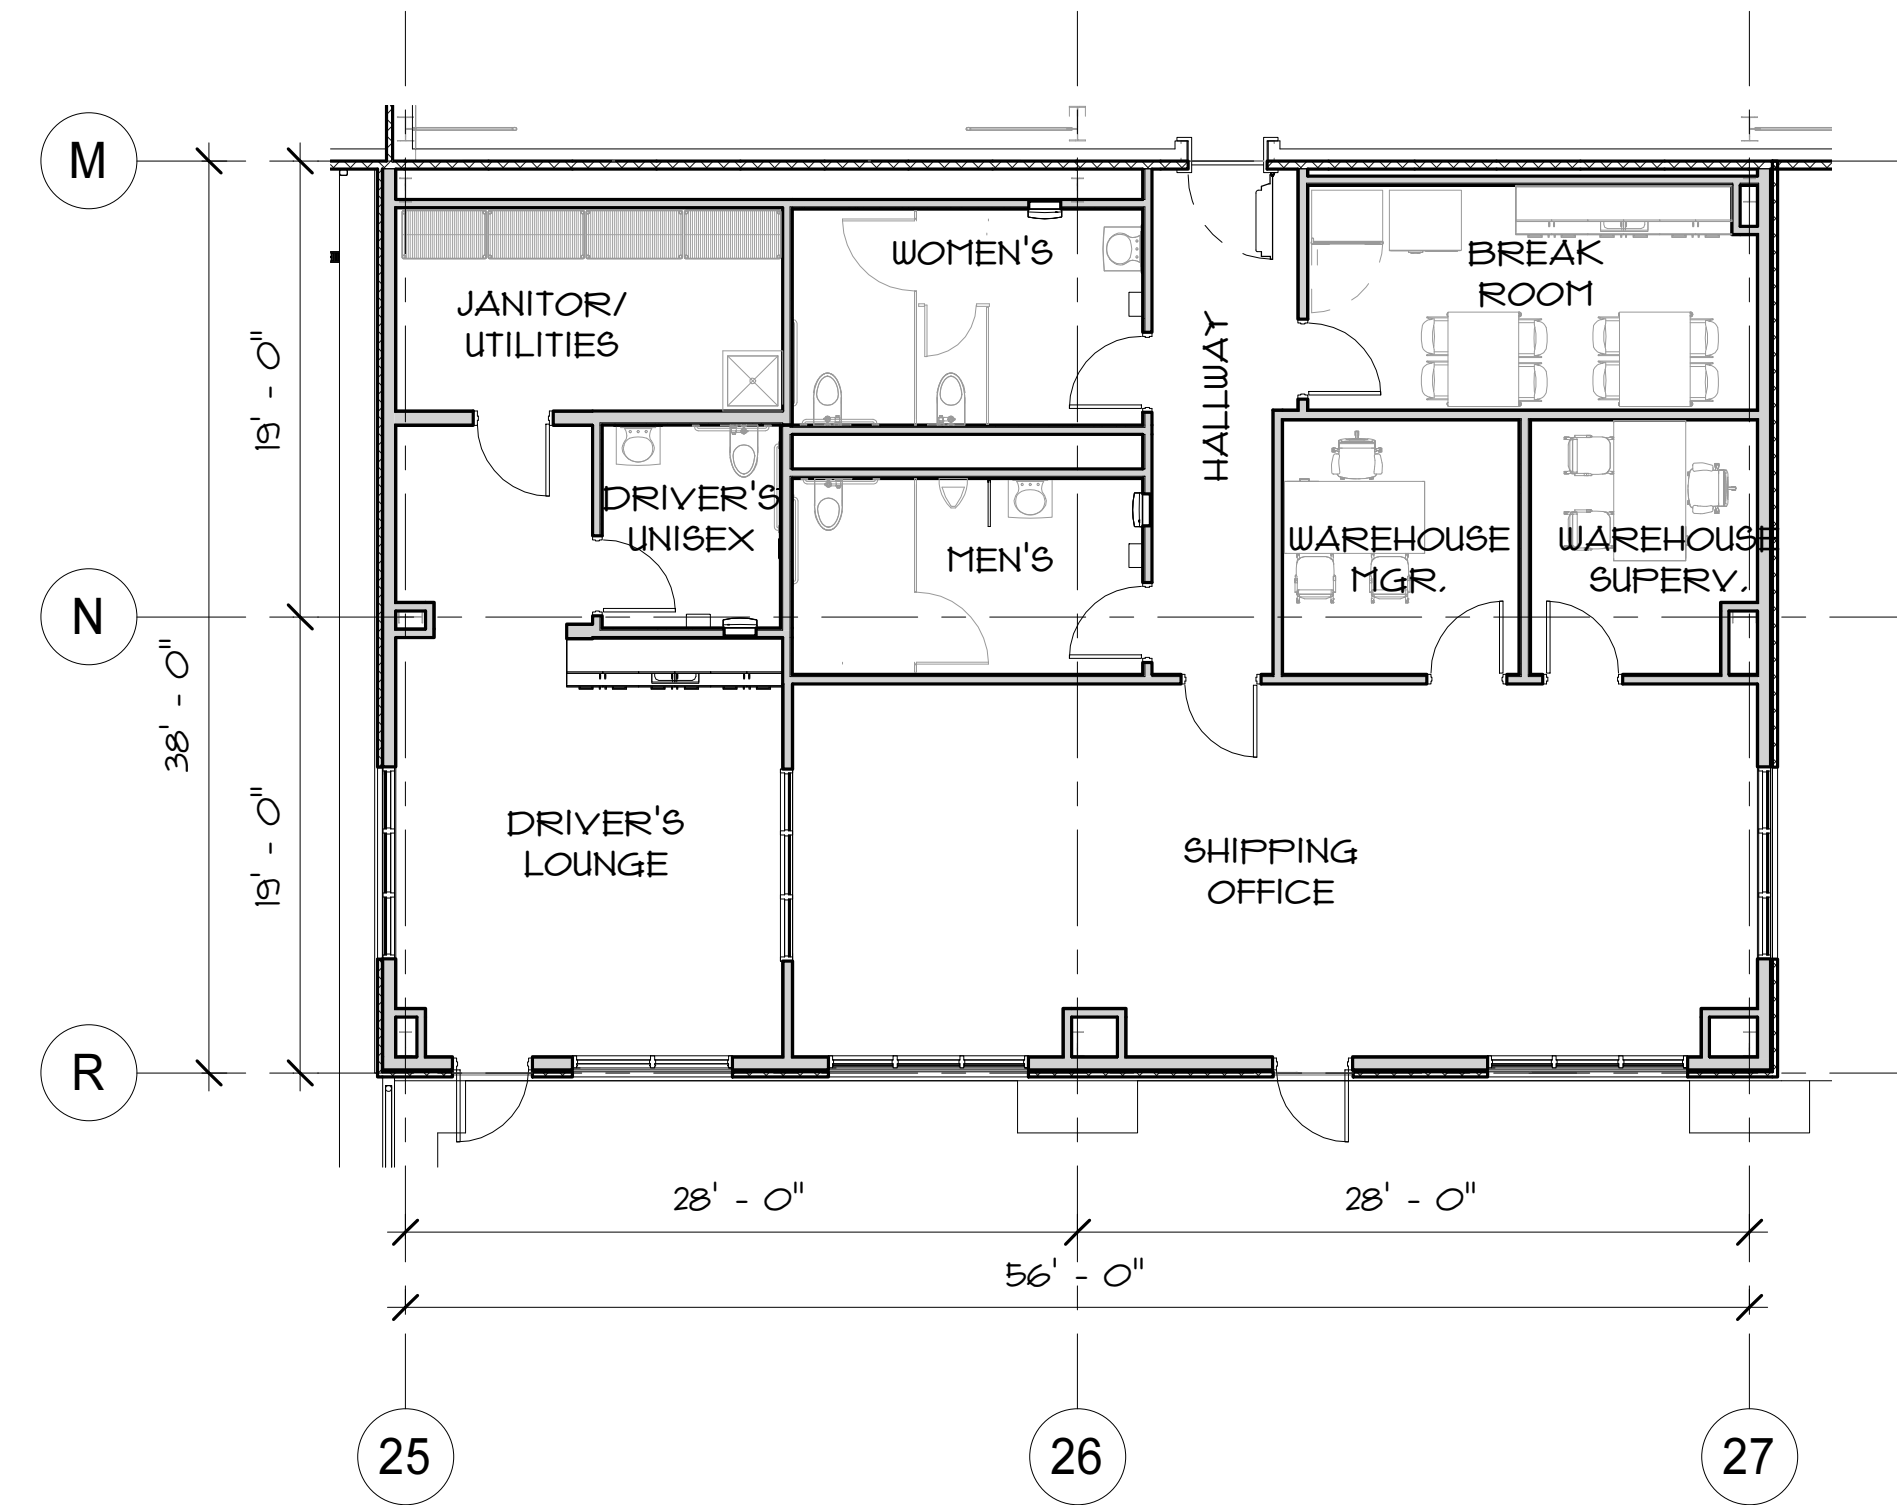 M
WOMEN'S
BREAK
ROOM
JANITOR/
UTILITIES
HALLWAY
19' - 0"
DRIVER'S
UNISEX
MEN'S
WAREHOUSE
MGR.
WAREHOUSE
SUPERV.
N
38' - 0"
19' - 0"
DRIVER'S
LOUNGE
SHIPPING
OFFICE
R
28' - 0"
28' - 0"
56' - 0"
25
26
27